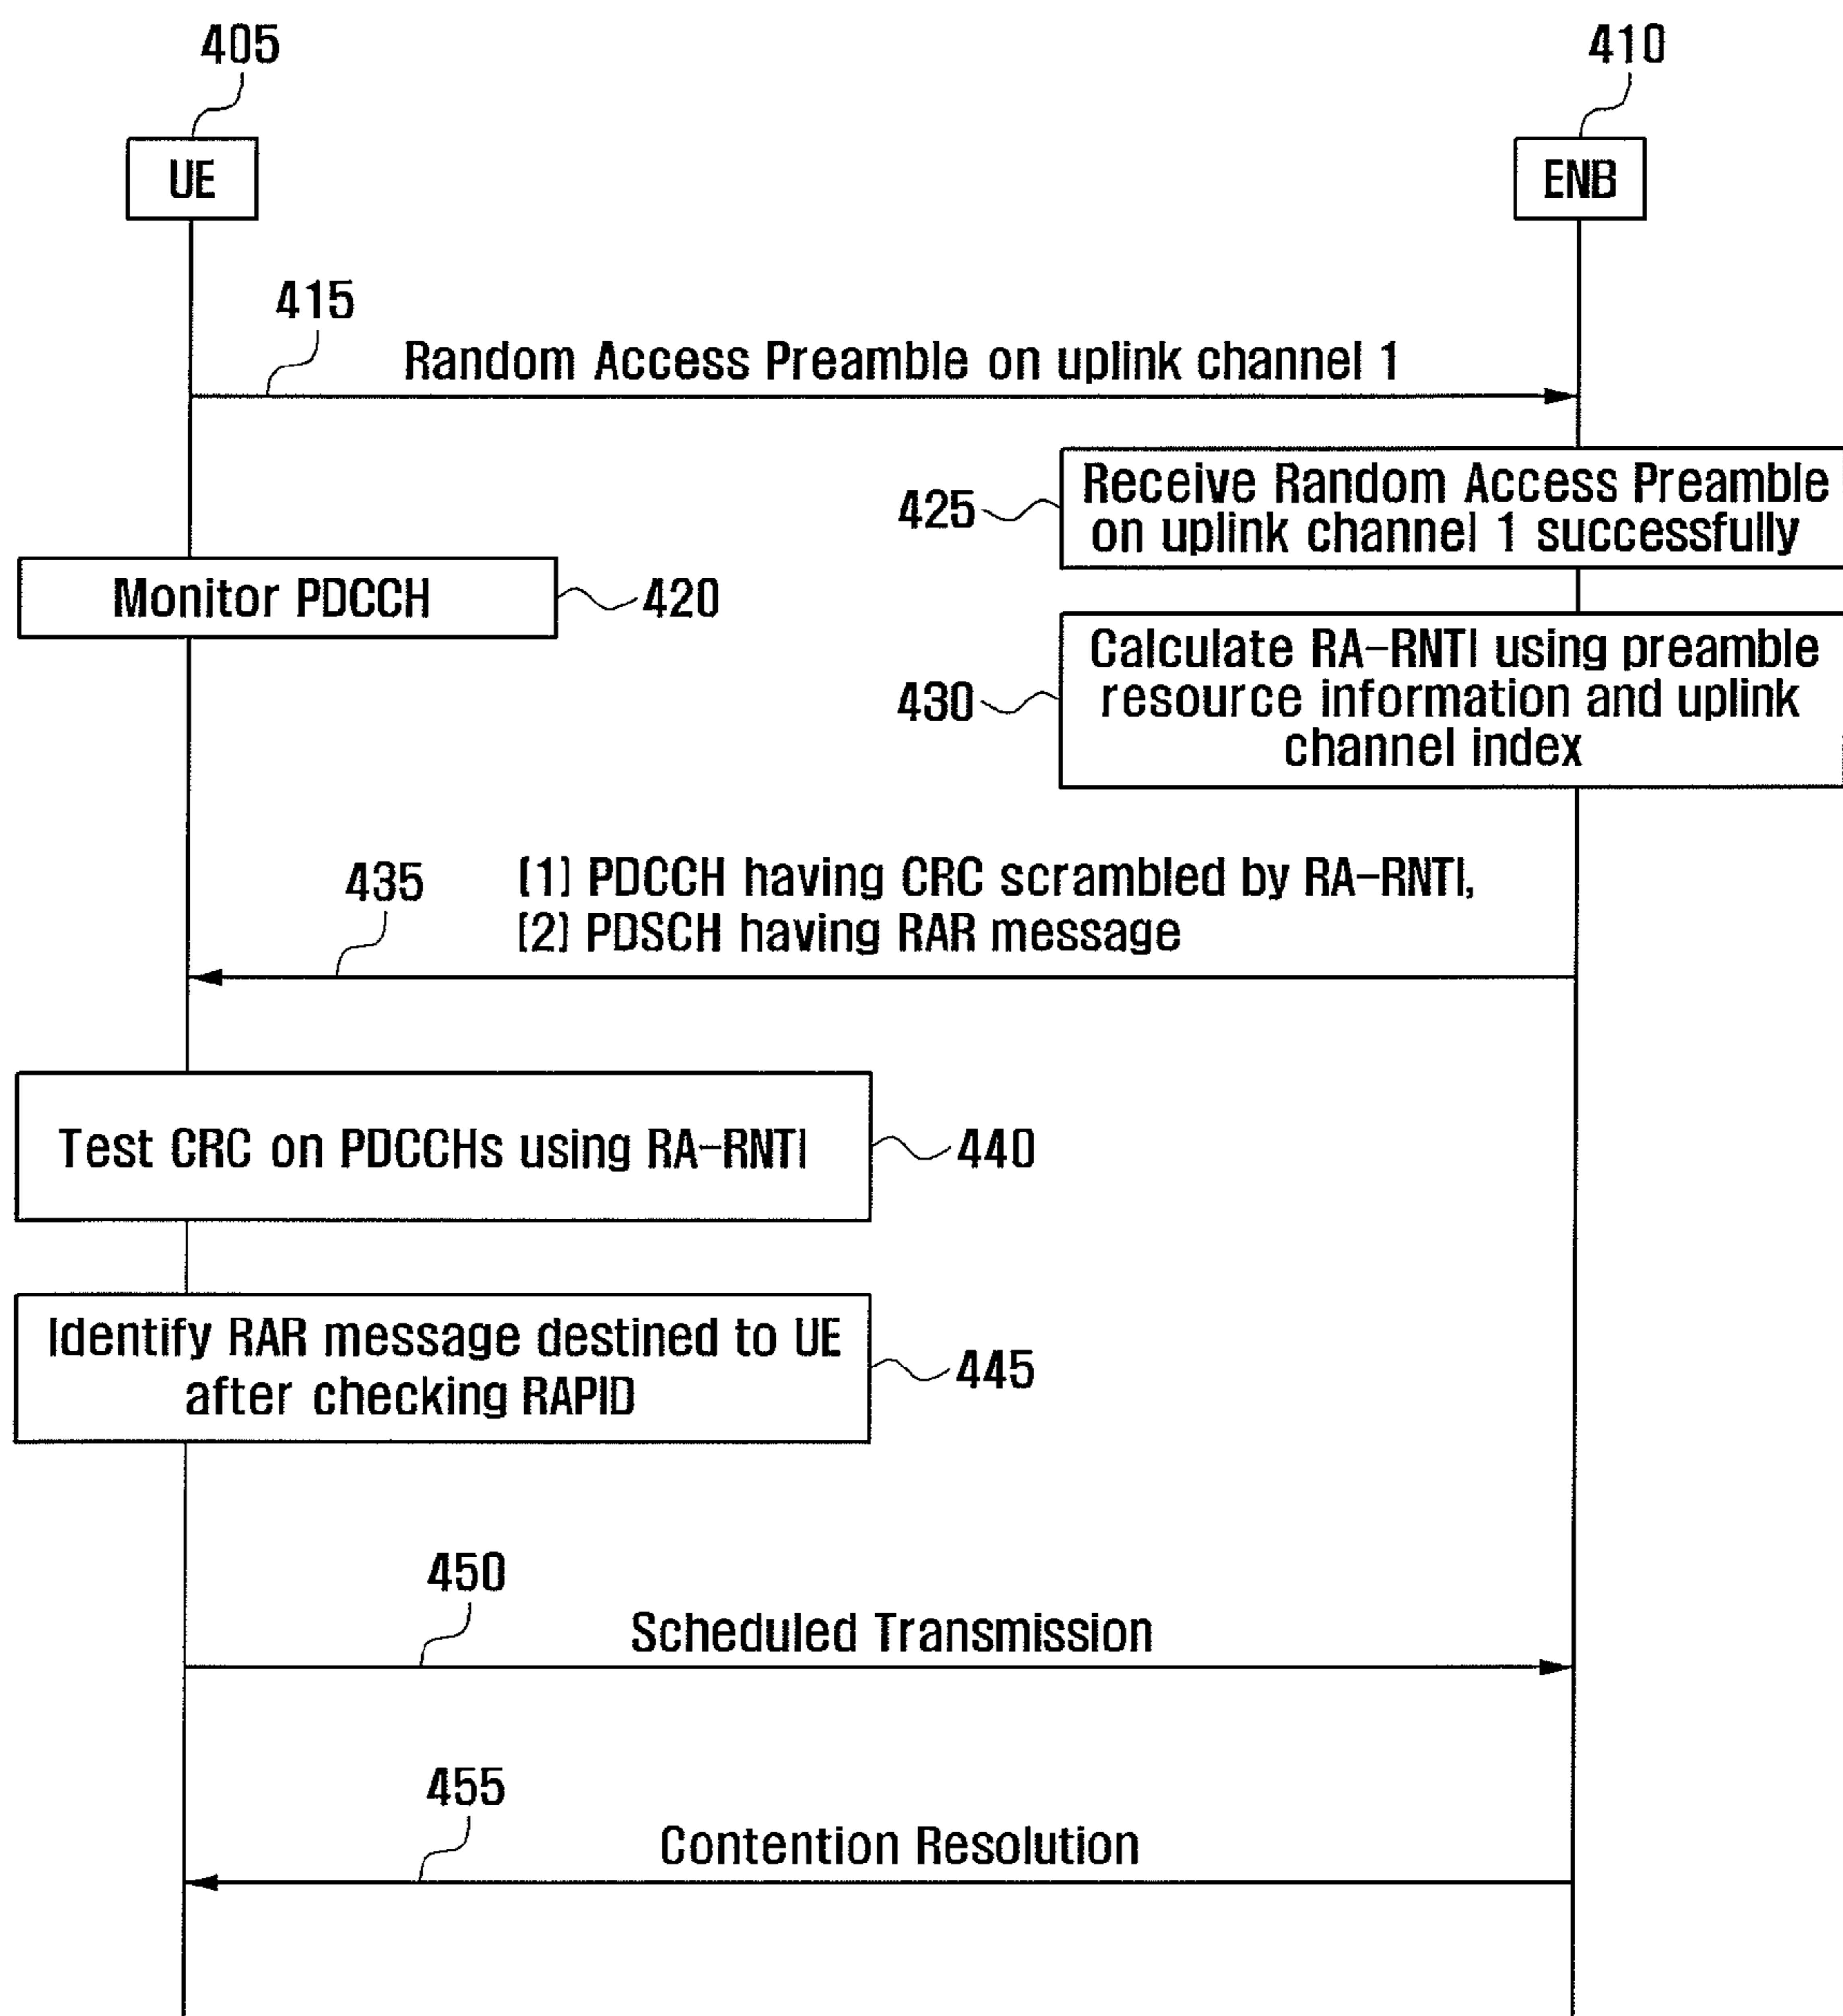 405
410
UE
ENB
415
Random Access Preamble on uplink channel 1
425
Receive Random Access Preamble
on uplink channel 1 successfully
Monitor PDCCH
420
430
Calculate RA-RNTI using preamble
resource information and uplink
channel index
435
(1) PDCCH having CRC scrambled by RA-RNTI,
(2) PDSCH having RAR message
Test CRC on PDCCHs using RA-RNTI
440
Identify RAR message destined to UE
after checking RAPID
445
450
Scheduled Transmission
455
Contention Resolution